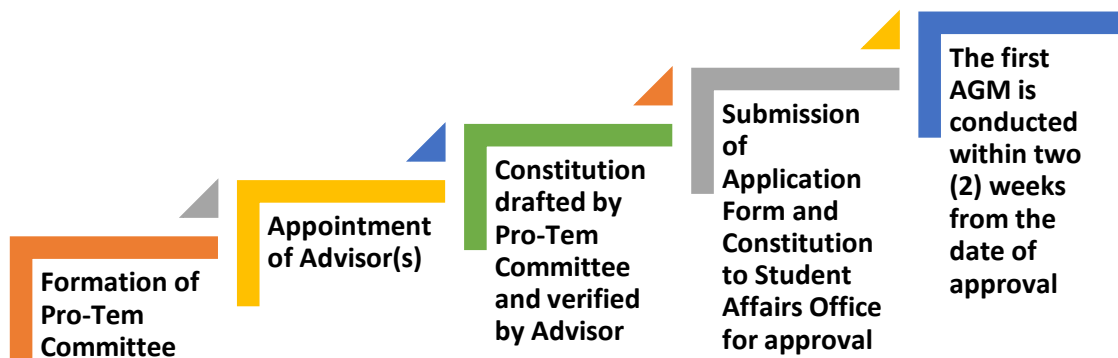 Formation of
Pro-Tem
Committee
Appointment
of Advisor(s)
Constitution
drafted by
Pro-Tem
Committee
and verified
by Advisor
Submission
of
Application
Form and
Constitution
to Student
Affairs Office
for approval
The first
AGM is
conducted
within two
(2) weeks
from the
date of
approval